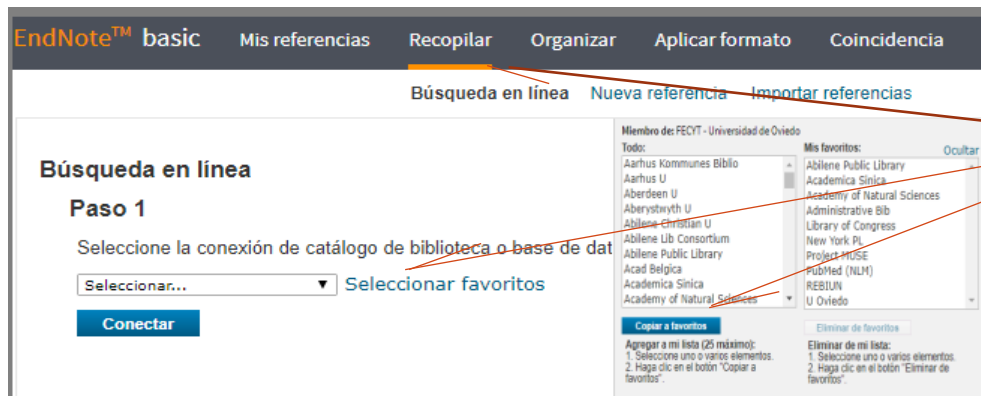 EndNote™ basic Mis referencias Recopilar Organizar Aplicar formato Coincidencia
Búsqueda en línea Nueva referencia Importar referencias
Búsqueda en línea
Paso 1
Seleccione la conexión de catálogo de biblioteca o base de dat
Seleccionar... Seleccionar favoritos
Conectar
Miembro de: FECYT - Universidad de Oviedo
Todo:
Aarhus Kommunes Biblio
Aarhus U
Aberdeen U
Aberystwyth U
Abilene Christian U
Abilene Lib Consortium
Abilene Public Library
Acad Belgica
Academica Sinica
Academy of Natural Sciences
Copiar a favoritos
Agregar a mi lista (25 máximo):
1. Seleccione uno o varios elementos.
2. Haga clic en el botón "Copiar a
favoritos".
Mis favoritos: Ocultar
Abilene Public Library
Academica Sinica
Academy of Natural Sciences
Administrative Bib
Library of Congress
New York PL
Project MUSE
PubMed (NLM)
REBIUN
U Oviedo
Eliminar de favoritos
Eliminar de mi lista:
1. Seleccione uno o varios elementos.
2. Haga clic en el botón "Eliminar de
favoritos".